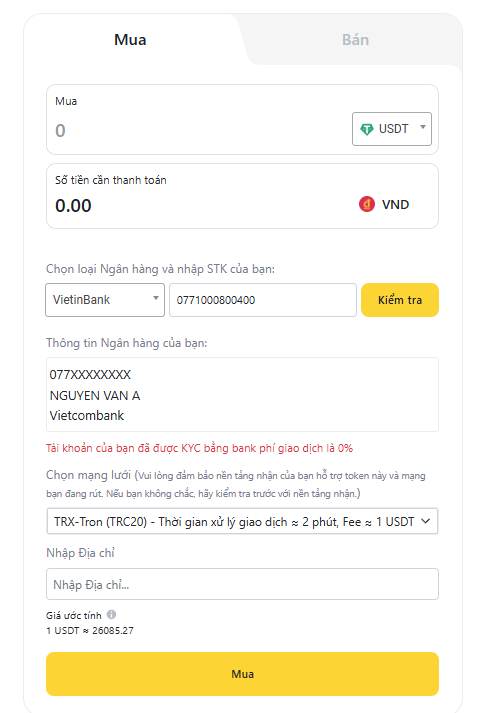 Mua
Bán
Mua
0
USDT
Số tiền cần thanh toán
0.00
VND
Chọn loại Ngân hàng và nhập STK của bạn:
VietinBank
0771000800400
Kiểm tra
Thông tin Ngân hàng của bạn:
077XXXXXXXX
NGUYEN VAN A
Vietcombank
Tài khoản của bạn đã được KYC bằng bank phí giao dịch là 0%
Chọn mạng lưới (Vui lòng đảm bảo nền tảng nhận của bạn hỗ trợ token này và mạng
bạn đang rút. Nếu bạn không chắc, hãy kiểm tra trước với nền tảng nhận.)
TRX-Tron (TRC20) - Thời gian xử lý giao dịch ≈ 2 phút, Fee ≈ 1 USDT
Nhập Địa chỉ
Nhập Địa chỉ...
Giá ước tính
1 USDT ≈ 26085.27
Mua